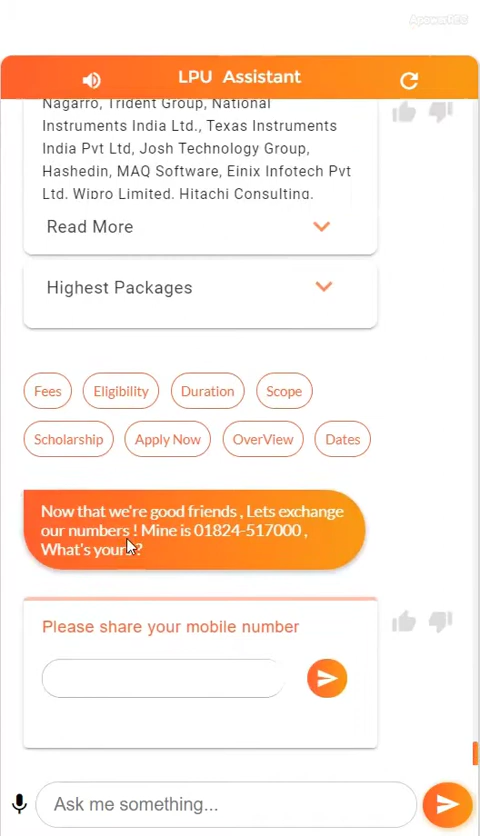 ApowerREC
LPU Assistant
Nagarro, Trident Group, National
Instruments India Ltd., Texas Instruments
India Pvt Ltd, Josh Technology Group,
Hashedin, MAQ Software, Einix Infotech Pvt
Ltd, Wipro Limited, Hitachi Consulting,
Read More
Highest Packages
Fees Eligibility Duration Scope
Scholarship Apply Now OverView Dates
Now that we're good friends , Lets exchange
our numbers ! Mine is 01824-517000 ,
What's your ?
Please share your mobile number
Ask me something...